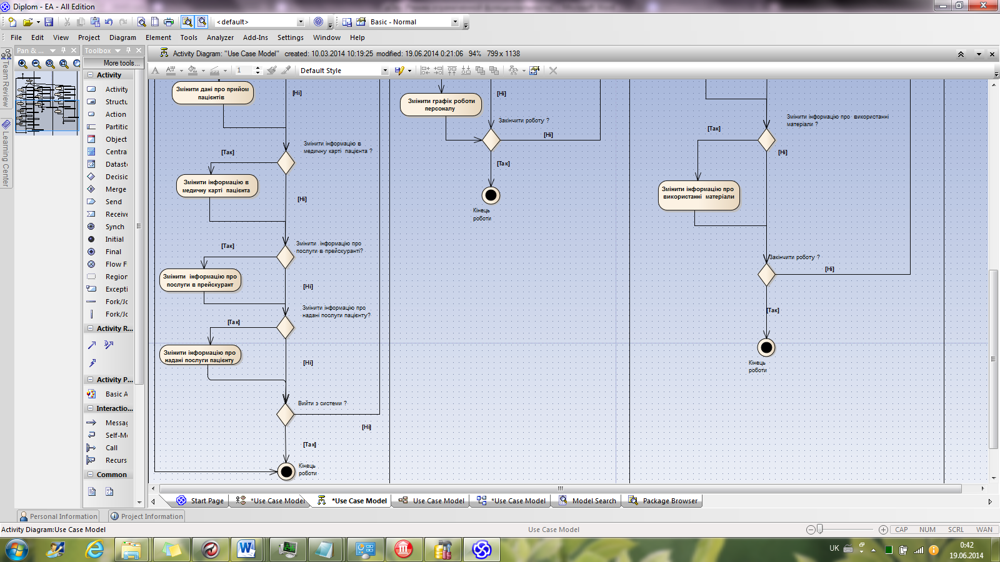 Diplom - EA - All Edition
<default>
Basic - Normal
File Edit View Project Diagram Element Tools Analyzer Add-Ins Settings Window Help
Team Review
Learning Center
Pan & ...
Toolbox
More tools...
Activity
Activity
Structu
Action
Partitic
Object
Centra
Datast
Decisic
Merge
Send
Receive
Synch
Initial
Final
Flow F
Region
Excepti
Fork/Jc
Fork/Jc
Activity R...
Activity P...
Basic A
Interactio...
Messag
Self-M
Call
Recurs
Common
Activity Diagram: "Use Case Model" created: 10.03.2014 10:19:25 modified: 19.06.2014 0:21:06 94% 799 x 1138
1
Default Style
Змінити дані про прийом
пацієнтів
[Ні]
Змінити інформацію в
медичну карті пацієнта ?
[Так]
Змінити інформацію в
медичну карті пацієнта
[Ні]
Змінити інформацію про
послуги в прейскуранті?
[Так]
Змінити інформацію про
послуги в прейскурант
[Ні]
Змінити інформацію про
надані послуги пацієнту?
[Так]
Змінити інформацію про
надані послуги пацієнту
[Ні]
Вийти з системи ?
[Ні]
[Так]
Кінець
роботи
Змінити графік роботи
персоналу
[Ні]
Закінчити роботу ?
[Ні]
[Так]
Кінець
роботи
Змінити інформацію про використанні
матеріали ?
[Так]
[Ні]
Змінити інформацію про
використанні матеріали
Закінчити роботу ?
[Ні]
[Так]
Кінець
роботи
Start Page
*Use Case Model
*Use Case Model
Use Case Model
*Use Case Model
Model Search
Package Browser
Personal Information
Project Information
Activity Diagram:Use Case Model
Use Case Model
CAP NUM SCRL WAN
UK
0:42
19.06.2014